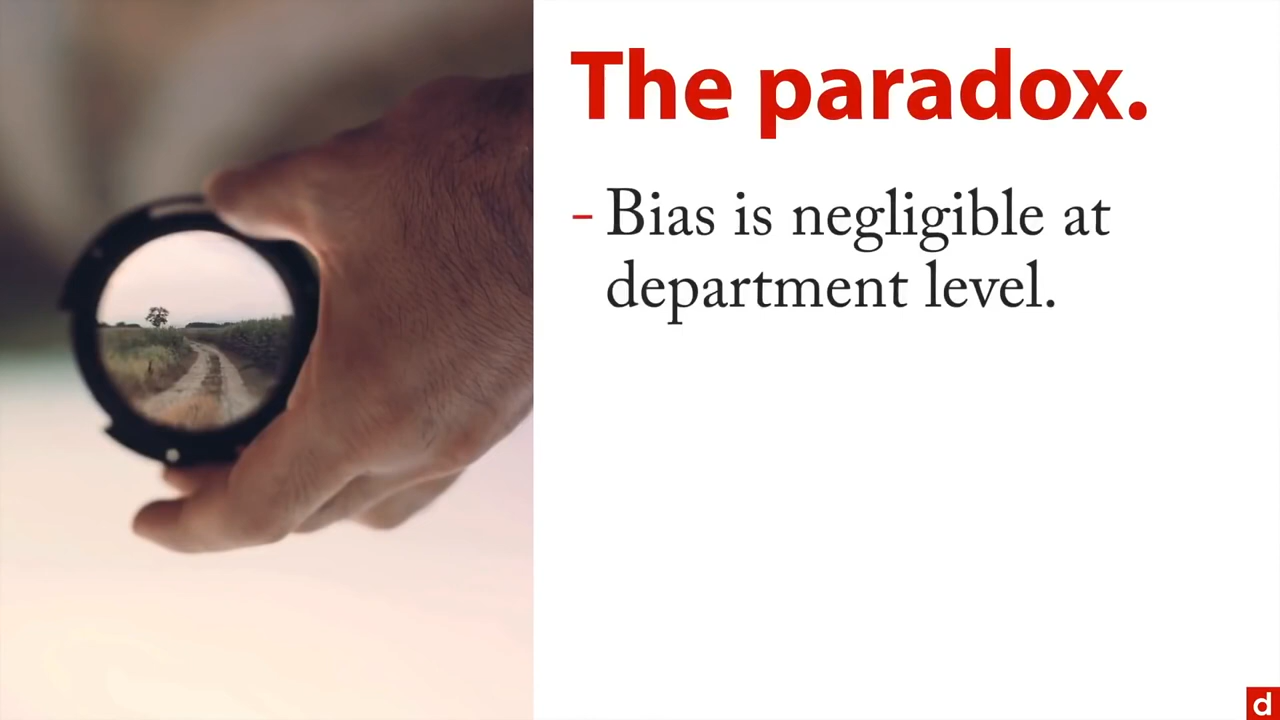 The paradox.
- Bias is negligible at
department level.
d